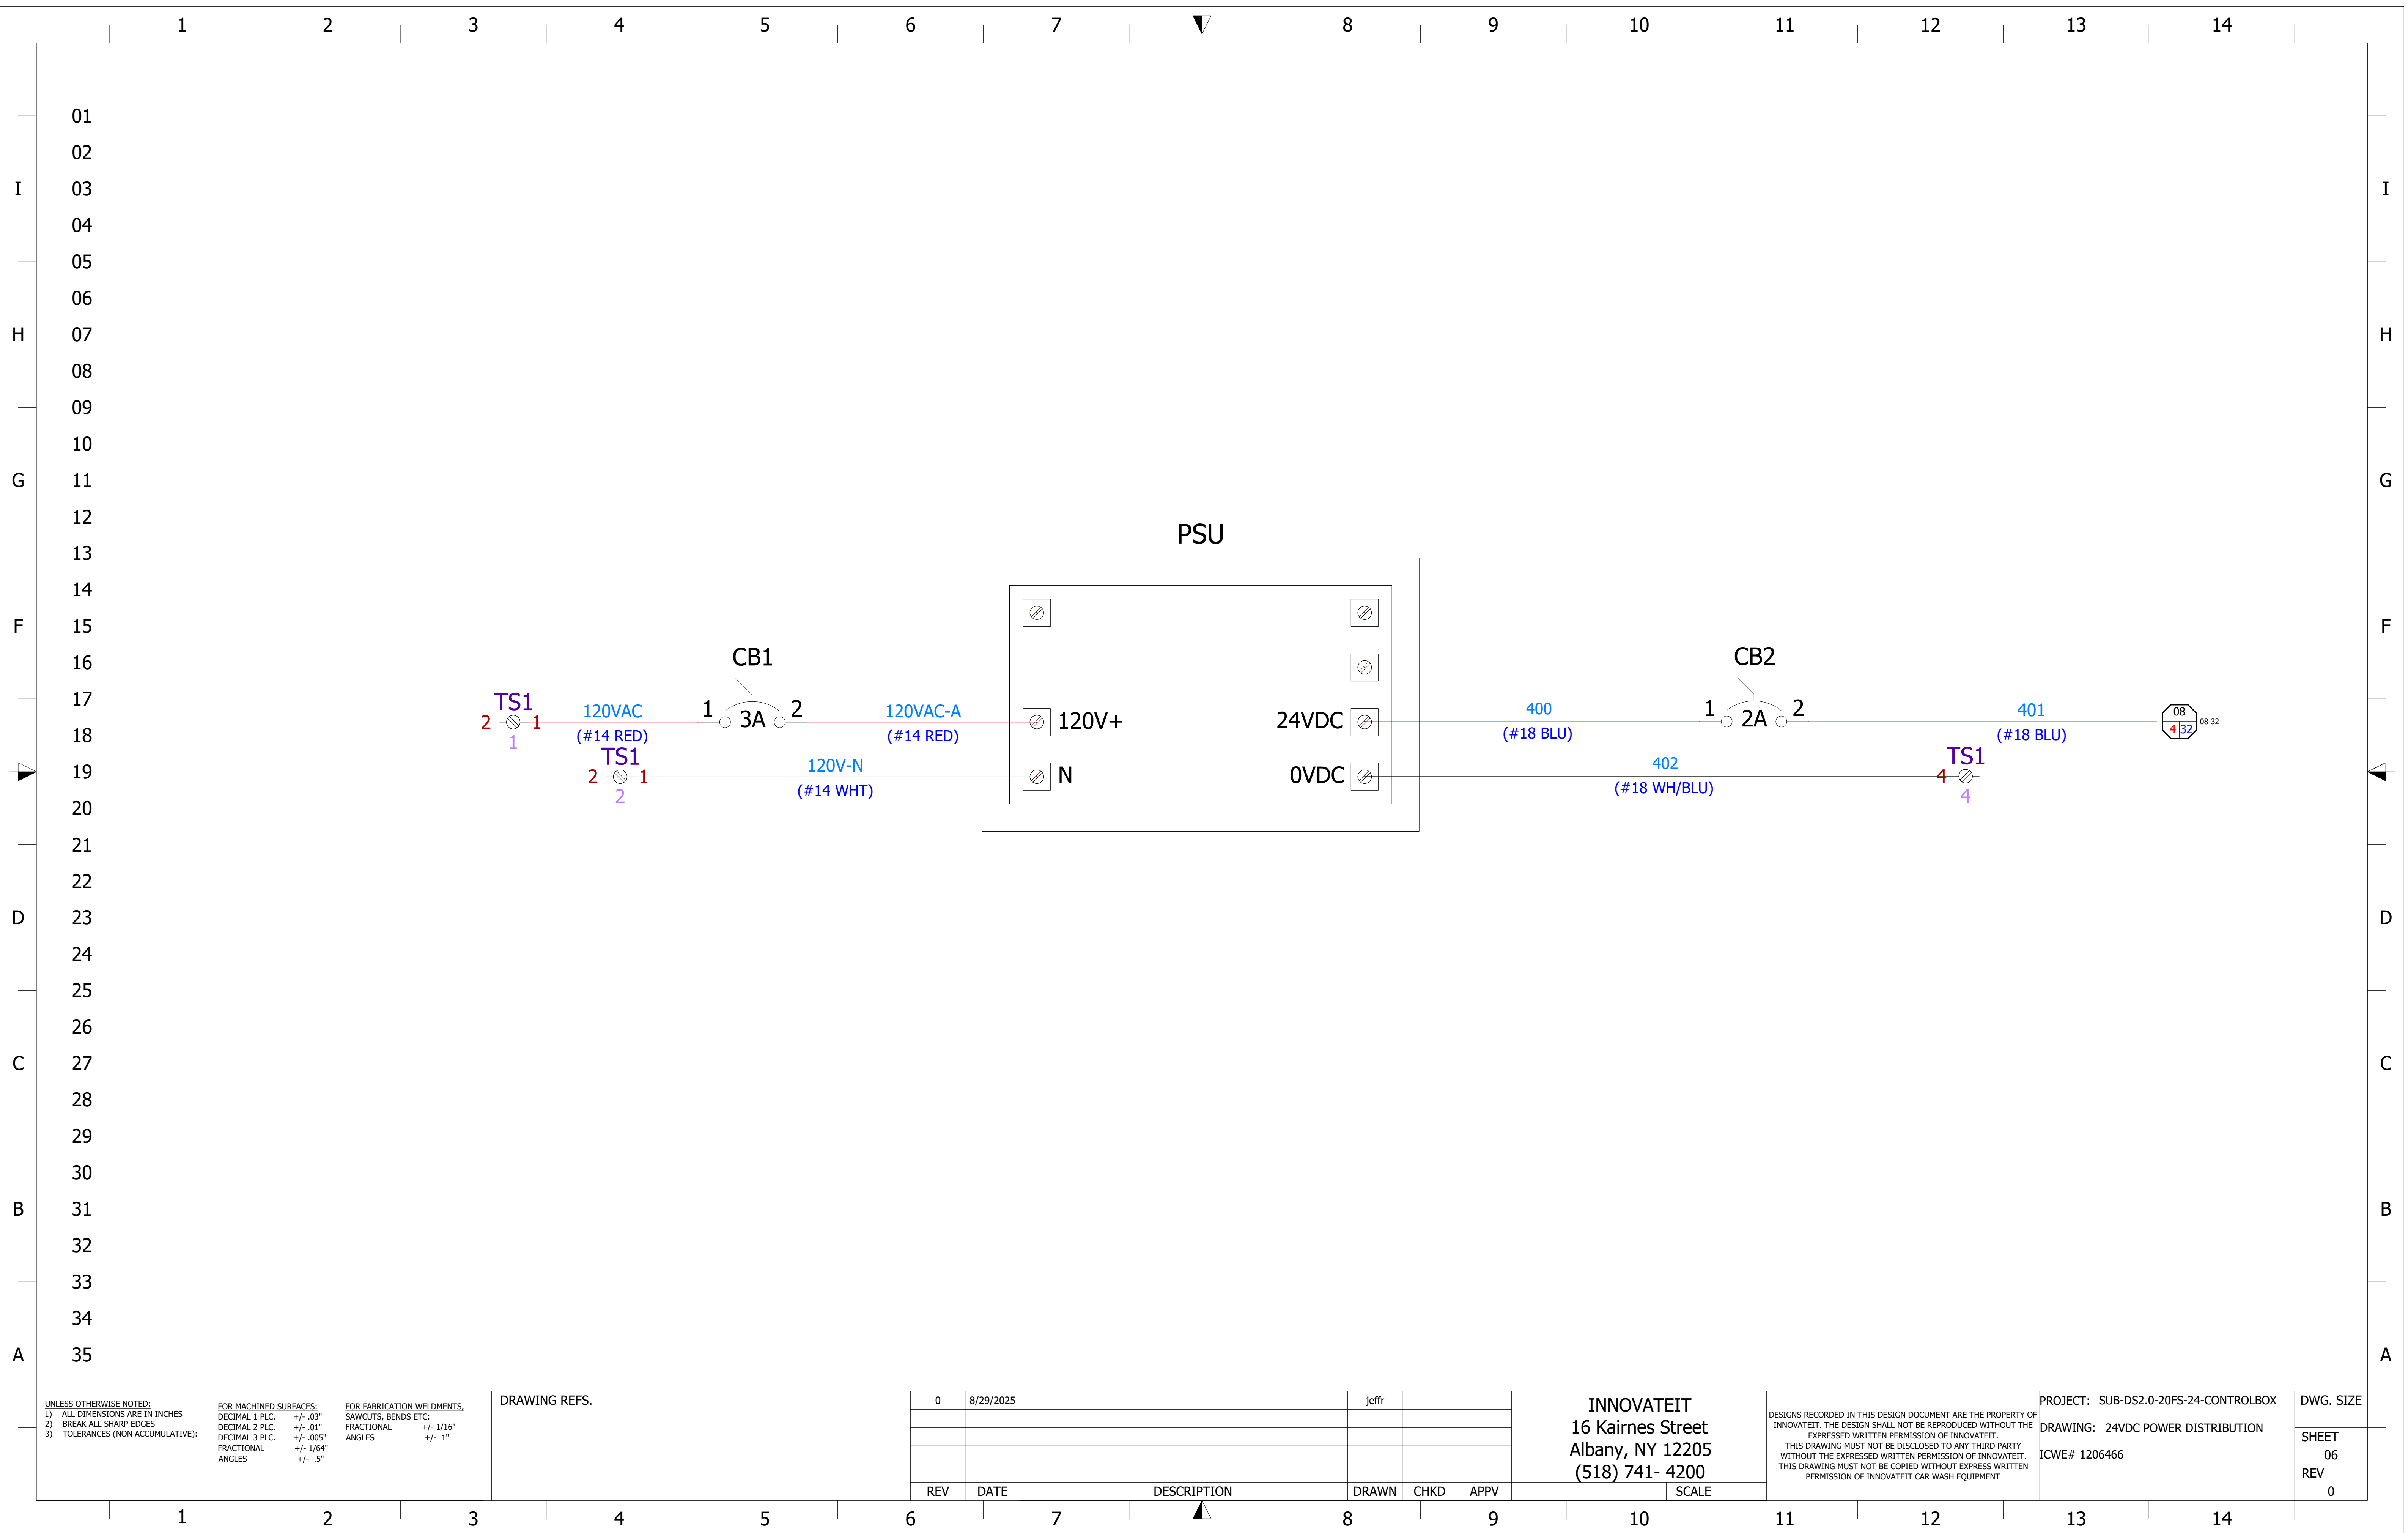 1 2 3 4 5 6 7 8 9 10 11 12 13 14
01
02
I 03 I
04
05
06
H 07 H
08
09
10
G 11 G
12
PSU
13
14
F 15 F
16
CB1 CB2
17
TS1 120VAC 1 3A 2 120VAC-A 120V+ 24VDC 400 1 2A 2 401 08
2 1 4 32 08-32
18 1 (#14 RED) (#14 RED) (#18 BLU) (#18 BLU)
TS1 TS1
19 2 1 120V-N N 0VDC 402 4
2 (#14 WHT) (#18 WH/BLU) 4
20
21
22
D 23 D
24
25
26
C 27 C
28
29
30
B 31 B
32
33
34
A 35 A
UNLESS OTHERWISE NOTED:
1) ALL DIMENSIONS ARE IN INCHES
2) BREAK ALL SHARP EDGES
3) TOLERANCES (NON ACCUMULATIVE):
FOR MACHINED SURFACES:
DECIMAL 1 PLC. +/- .03"
DECIMAL 2 PLC. +/- .01"
DECIMAL 3 PLC. +/- .005"
FRACTIONAL +/- 1/64"
ANGLES +/- .5"
FOR FABRICATION WELDMENTS,
SAWCUTS, BENDS ETC:
FRACTIONAL +/- 1/16"
ANGLES +/- 1"
DRAWING REFS.
0 8/29/2025 jeffr
REV DATE DESCRIPTION DRAWN CHKD APPV
INNOVATEIT
16 Kairnes Street
Albany, NY 12205
(518) 741- 4200
SCALE
DESIGNS RECORDED IN THIS DESIGN DOCUMENT ARE THE PROPERTY OF
INNOVATEIT. THE DESIGN SHALL NOT BE REPRODUCED WITHOUT THE
EXPRESSED WRITTEN PERMISSION OF INNOVATEIT.
THIS DRAWING MUST NOT BE DISCLOSED TO ANY THIRD PARTY
WITHOUT THE EXPRESSED WRITTEN PERMISSION OF INNOVATEIT.
THIS DRAWING MUST NOT BE COPIED WITHOUT EXPRESS WRITTEN
PERMISSION OF INNOVATEIT CAR WASH EQUIPMENT
PROJECT: SUB-DS2.0-20FS-24-CONTROLBOX
DRAWING: 24VDC POWER DISTRIBUTION
ICWE# 1206466
DWG. SIZE
SHEET
06
REV
0
1 2 3 4 5 6 7 8 9 10 11 12 13 14